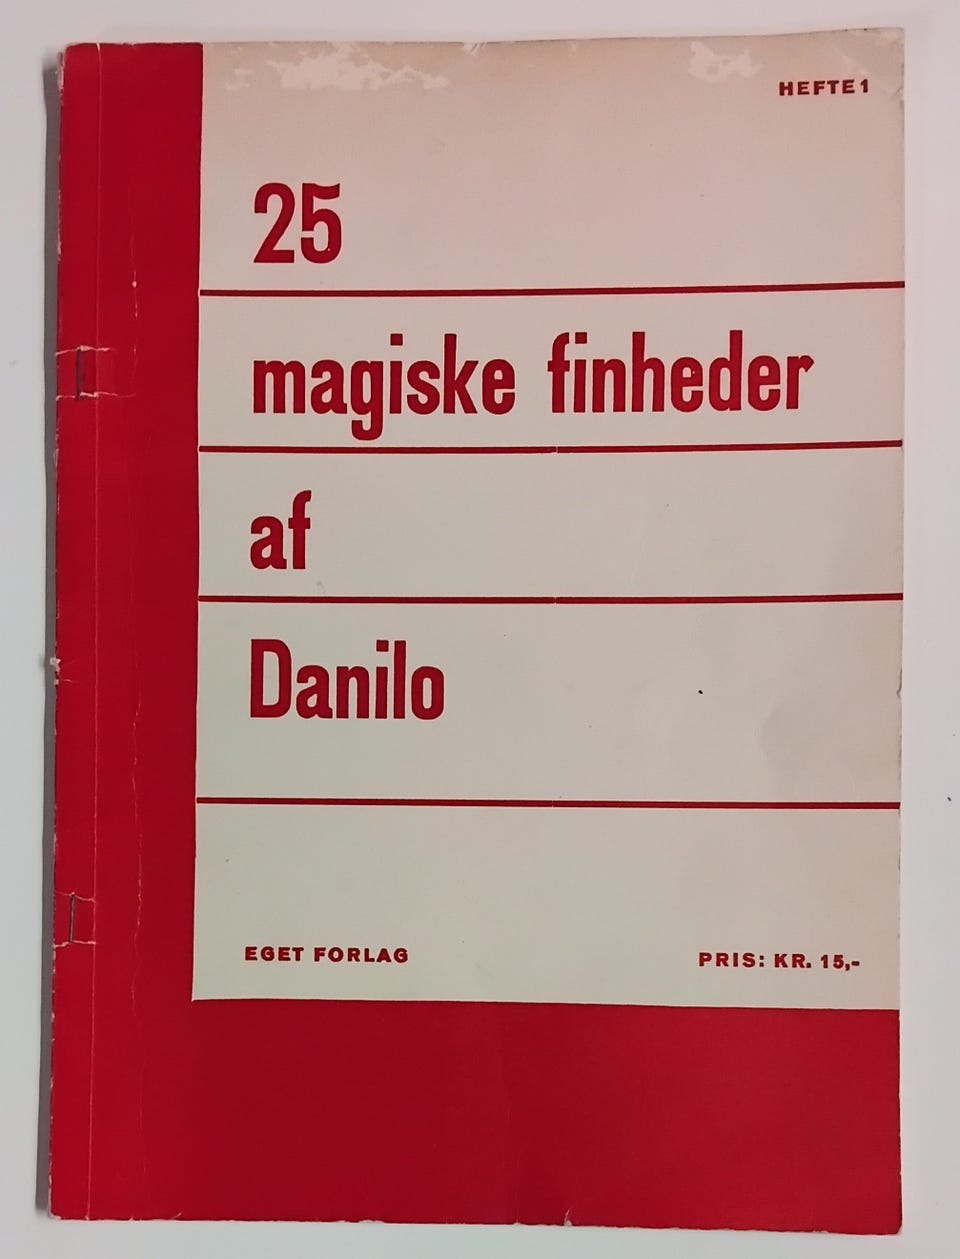 HEFTE 1
25
magiske finheder
af
Danilo
EGET FORLAG
PRIS: KR. 15,-